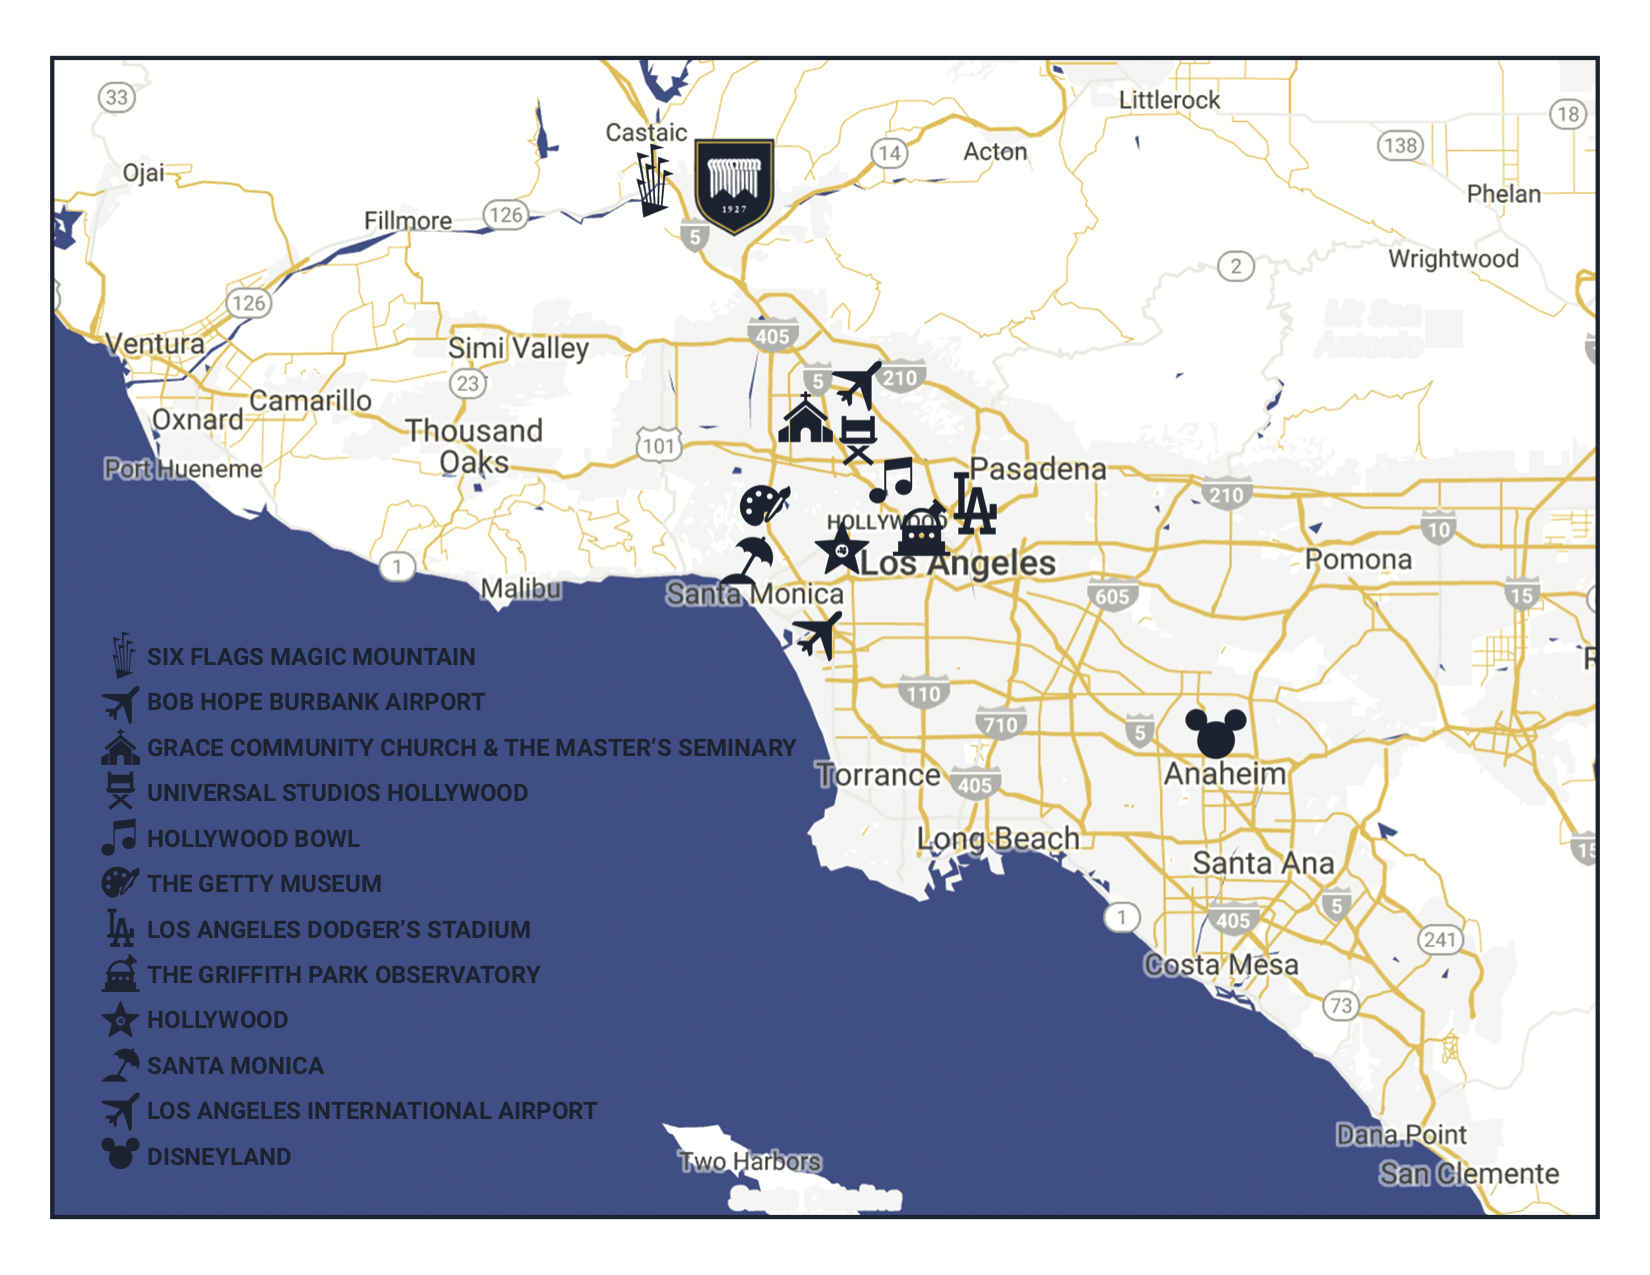 33
Castaic
Littlerock
18
14
138
Acton
Ojai
Phelan
1927
Fillmore
126
5
2
Wrightwood
126
405
Ventura
Simi Valley
5
210
23
Camarillo
Oxnard
Thousand
Oaks
101
Port Hueneme
Pasadena
210
10
HOLLYWOOD
LA
Los Angeles
Pomona
1
Malibu
Santa Monica
605
15
R
110
710
5
Torrance
405
Anaheim
Long Beach
15
Santa Ana
5
1
405
241
Costa Mesa
73
Dana Point
San Clemente
Two Harbors
SIX FLAGS MAGIC MOUNTAIN
BOB HOPE BURBANK AIRPORT
GRACE COMMUNITY CHURCH & THE MASTER'S SEMINARY
UNIVERSAL STUDIOS HOLLYWOOD
HOLLYWOOD BOWL
THE GETTY MUSEUM
LA LOS ANGELES DODGER'S STADIUM
THE GRIFFITH PARK OBSERVATORY
HOLLYWOOD
SANTA MONICA
LOS ANGELES INTERNATIONAL AIRPORT
DISNEYLAND